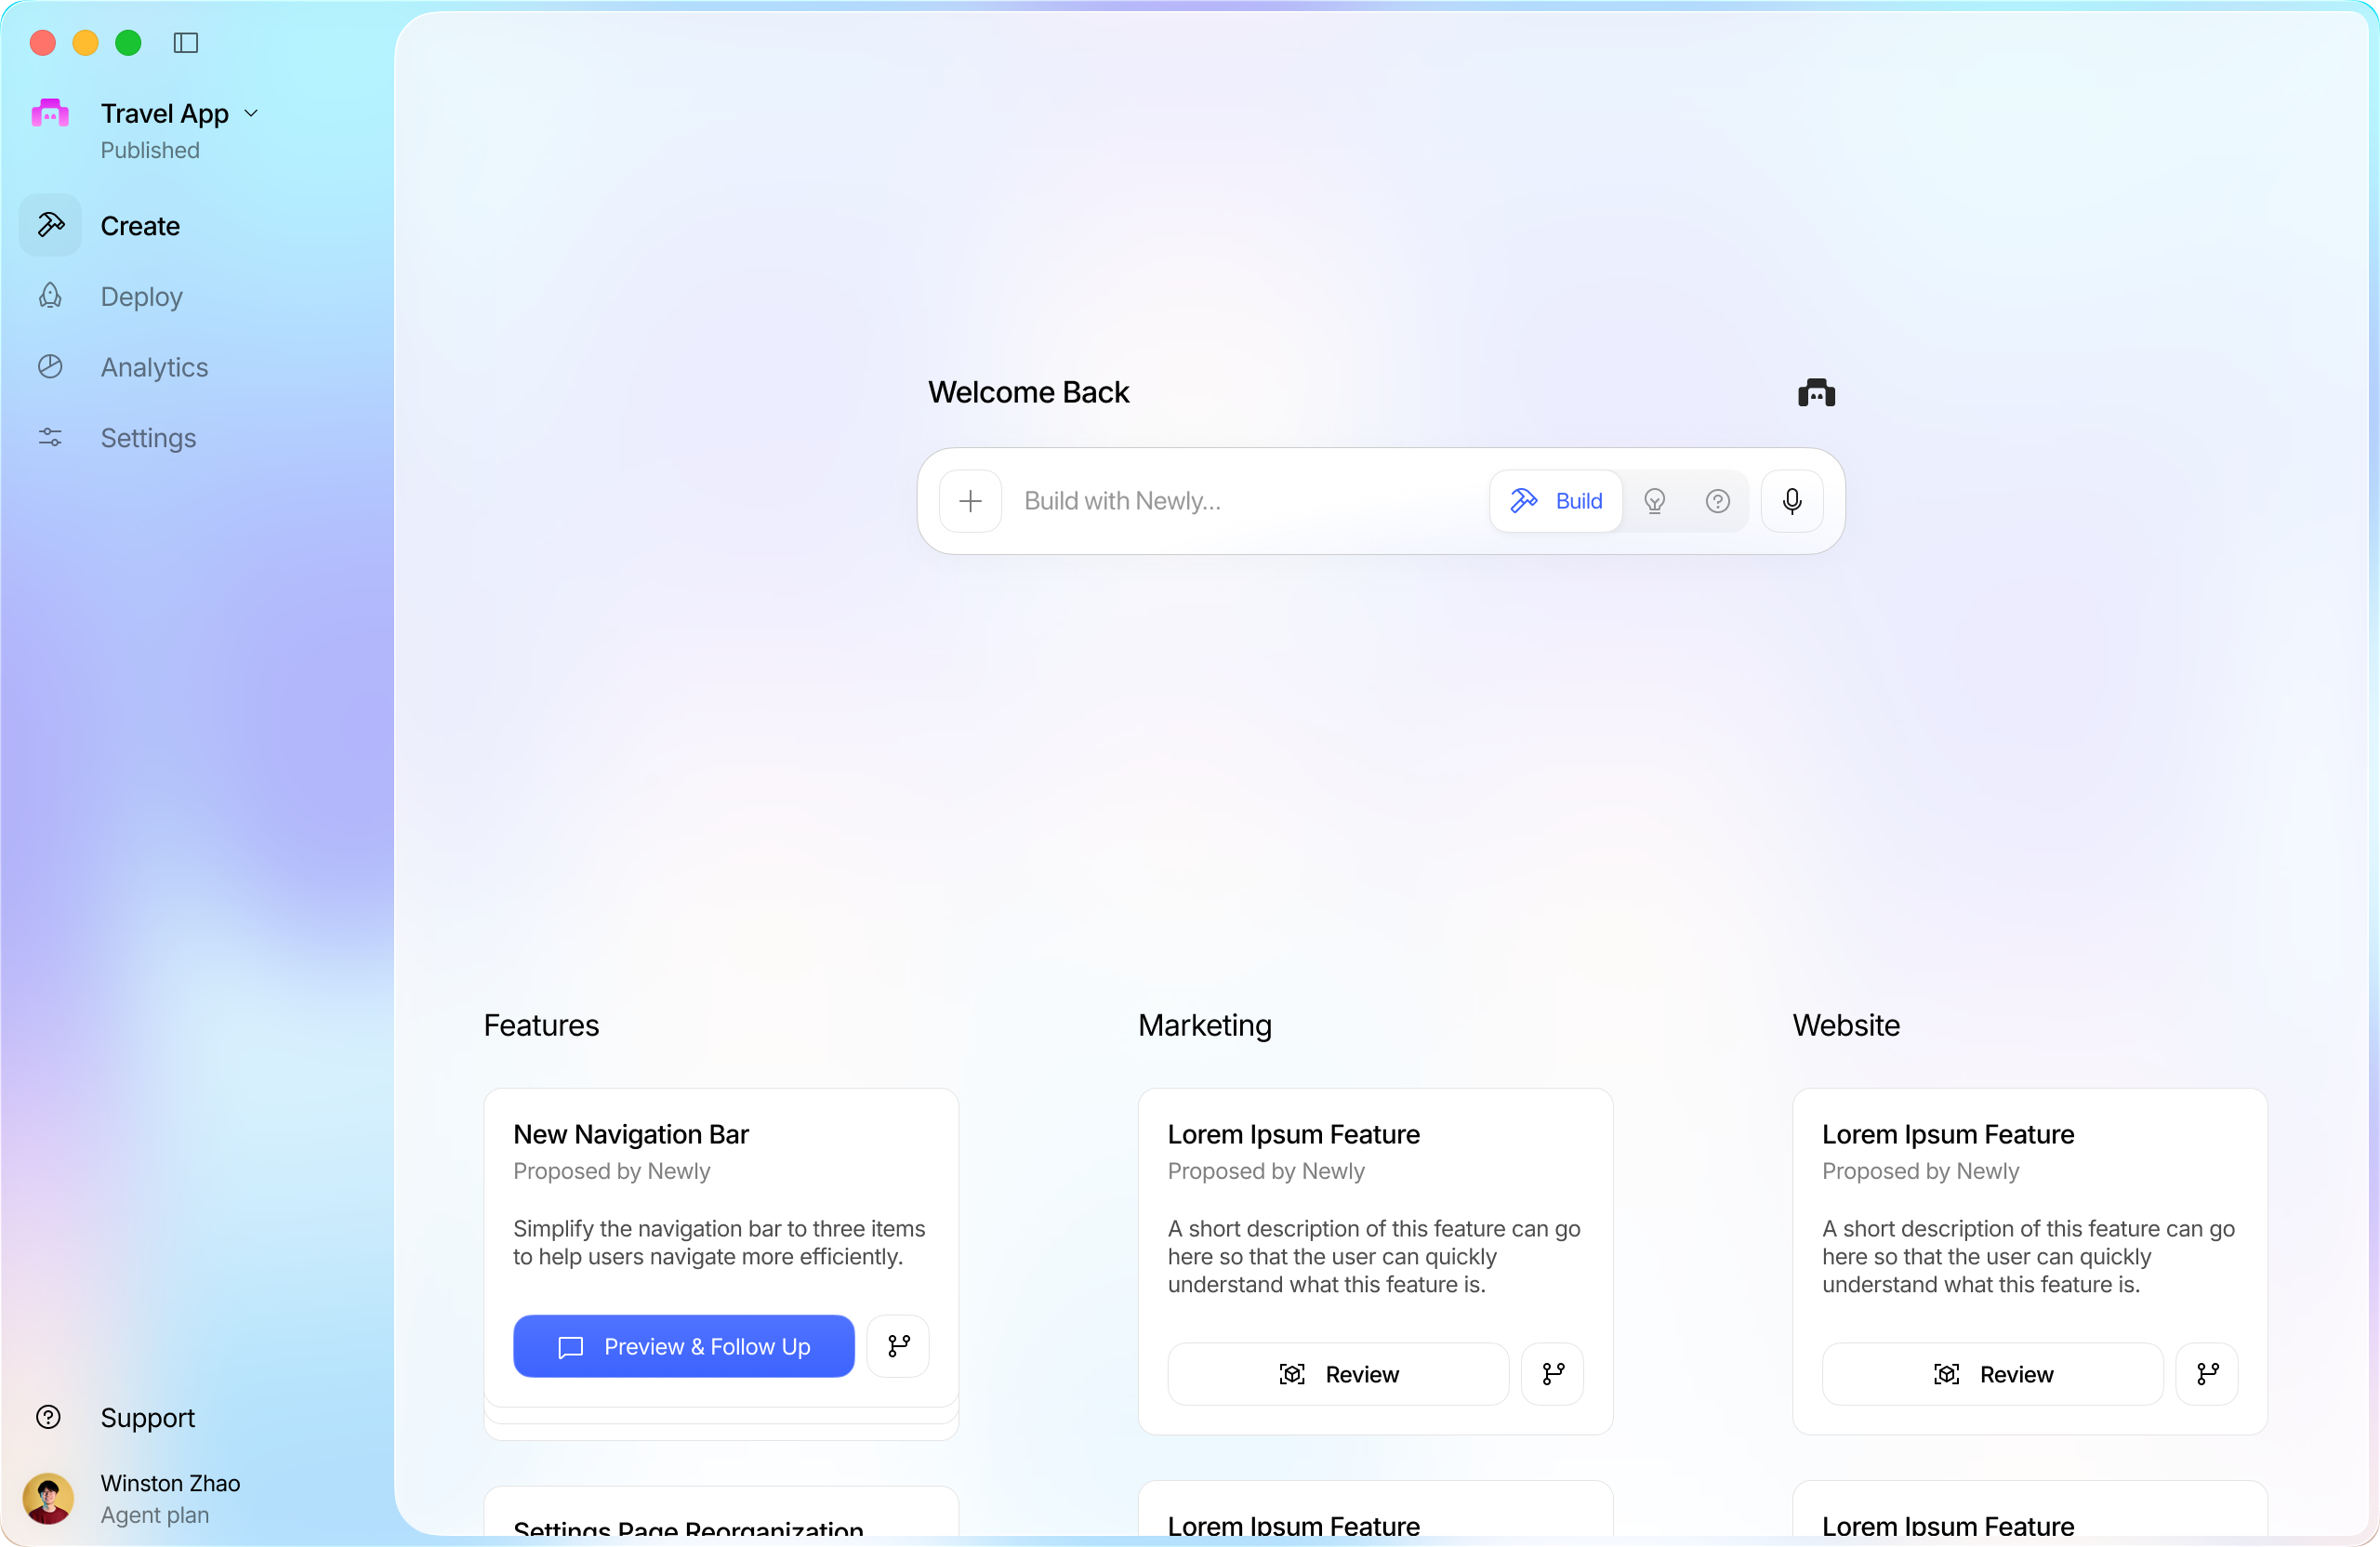 Travel App
Published
Create
Deploy
Analytics
Settings
Support
Winston Zhao
Agent plan
Welcome Back
Build with Newly...
Build
Features
New Navigation Bar
Proposed by Newly
Simplify the navigation bar to three items
to help users navigate more efficiently.
Preview & Follow Up
Settings Page Reorganization
Marketing
Lorem Ipsum Feature
Proposed by Newly
A short description of this feature can go
here so that the user can quickly
understand what this feature is.
Review
Lorem Ipsum Feature
Website
Lorem Ipsum Feature
Proposed by Newly
A short description of this feature can go
here so that the user can quickly
understand what this feature is.
Review
Lorem Ipsum Feature